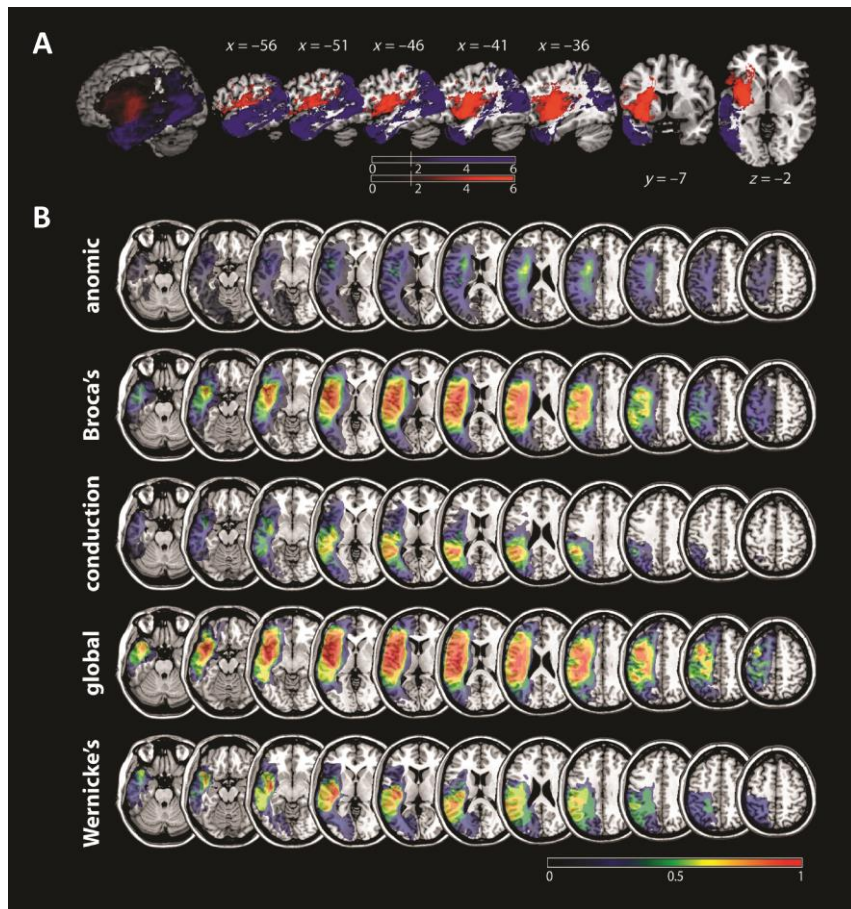 A
x = –56
x = –51
x = –46
x = –41
x = –36
0 2 4 6
0 2 4 6
y = –7
z = –2
B
anomic
Broca's
conduction
global
Wernicke's
0 0.5 1